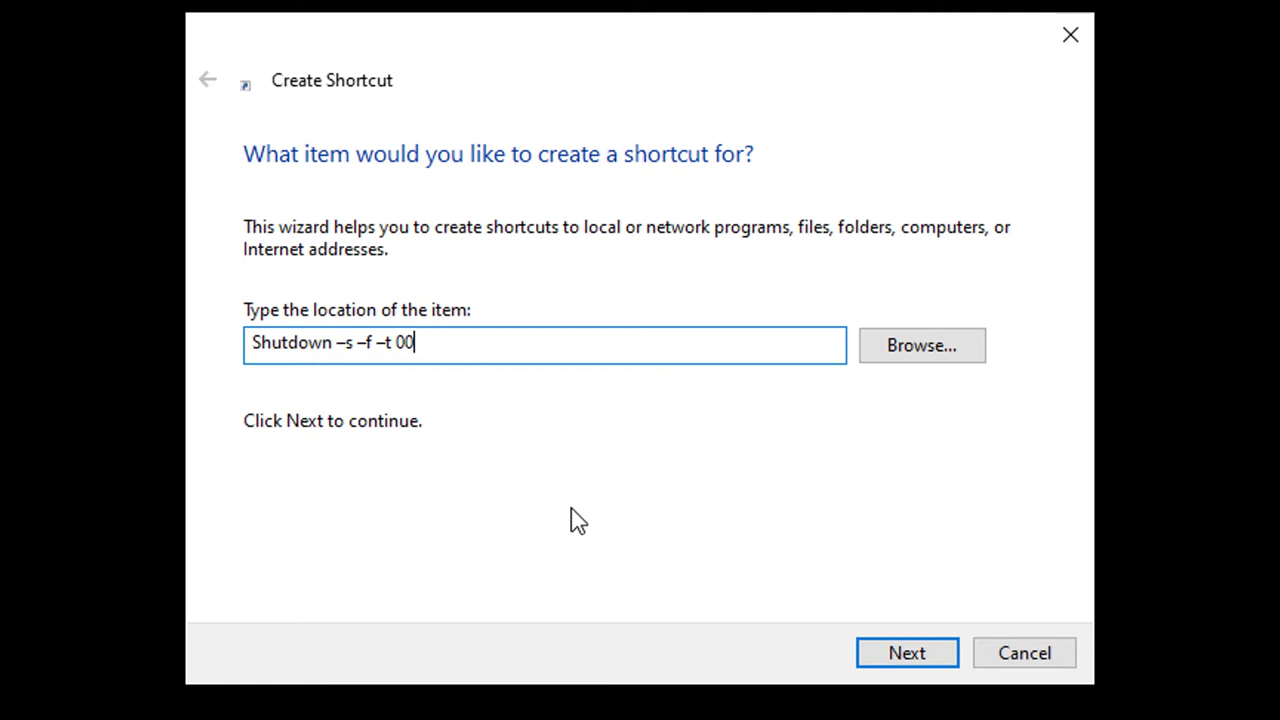 Create Shortcut
What item would you like to create a shortcut for?
This wizard helps you to create shortcuts to local or network programs, files, folders, computers, or
Internet addresses.
Type the location of the item:
Shutdown –s –f –t 00
Browse...
Click Next to continue.
Next
Cancel